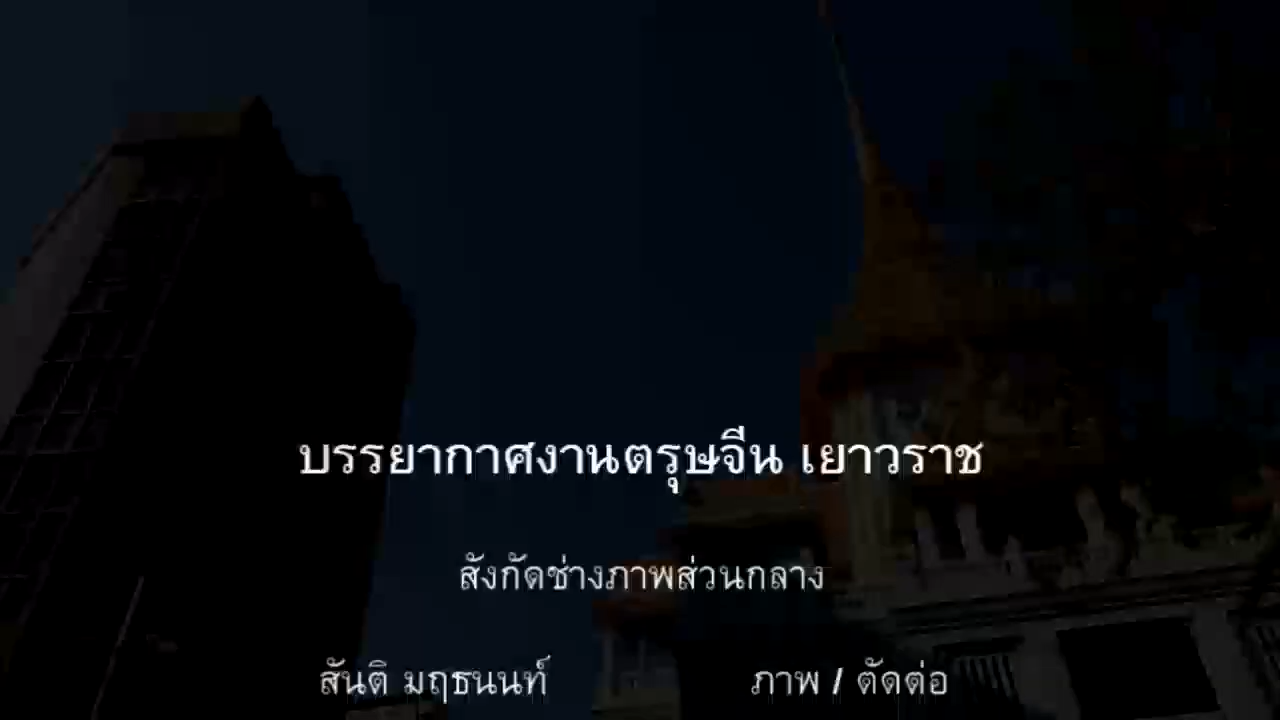 บรรยากาศงานตรุษจีน เยาวราช
สังกัดช่างภาพส่วนกลาง
สันติ มฤธนนท์ ภาพ / ตัดต่อ